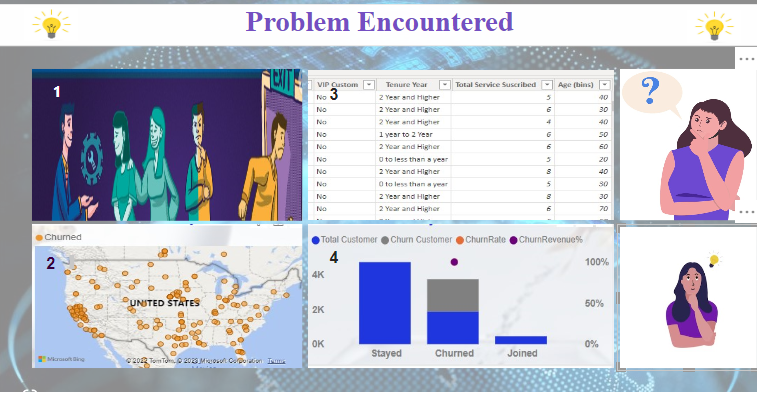 Problem Encountered
1
EXIT
3
VIP Custom Tenure Year Total Service Suscribed Age (bins)
No 2 Year and Higher 5 40
No 2 Year and Higher 6 30
No 2 Year and Higher 4 40
No 1 year to 2 Year 6 50
No 2 Year and Higher 6 60
No 0 to less than a year 5 20
No 2 Year and Higher 8 40
No 0 to less than a year 5 30
No 2 Year and Higher 8 30
No 2 Year and Higher 6 70
?
Churned
2
UNITED STATES
Microsoft Bing
© 2022 TomTom, © 2023 Microsoft Corporation Terms
Total Customer Churn Customer ChurnRate ChurnRevenue%
4
4K
2K
0K
100%
50%
0%
Stayed Churned Joined